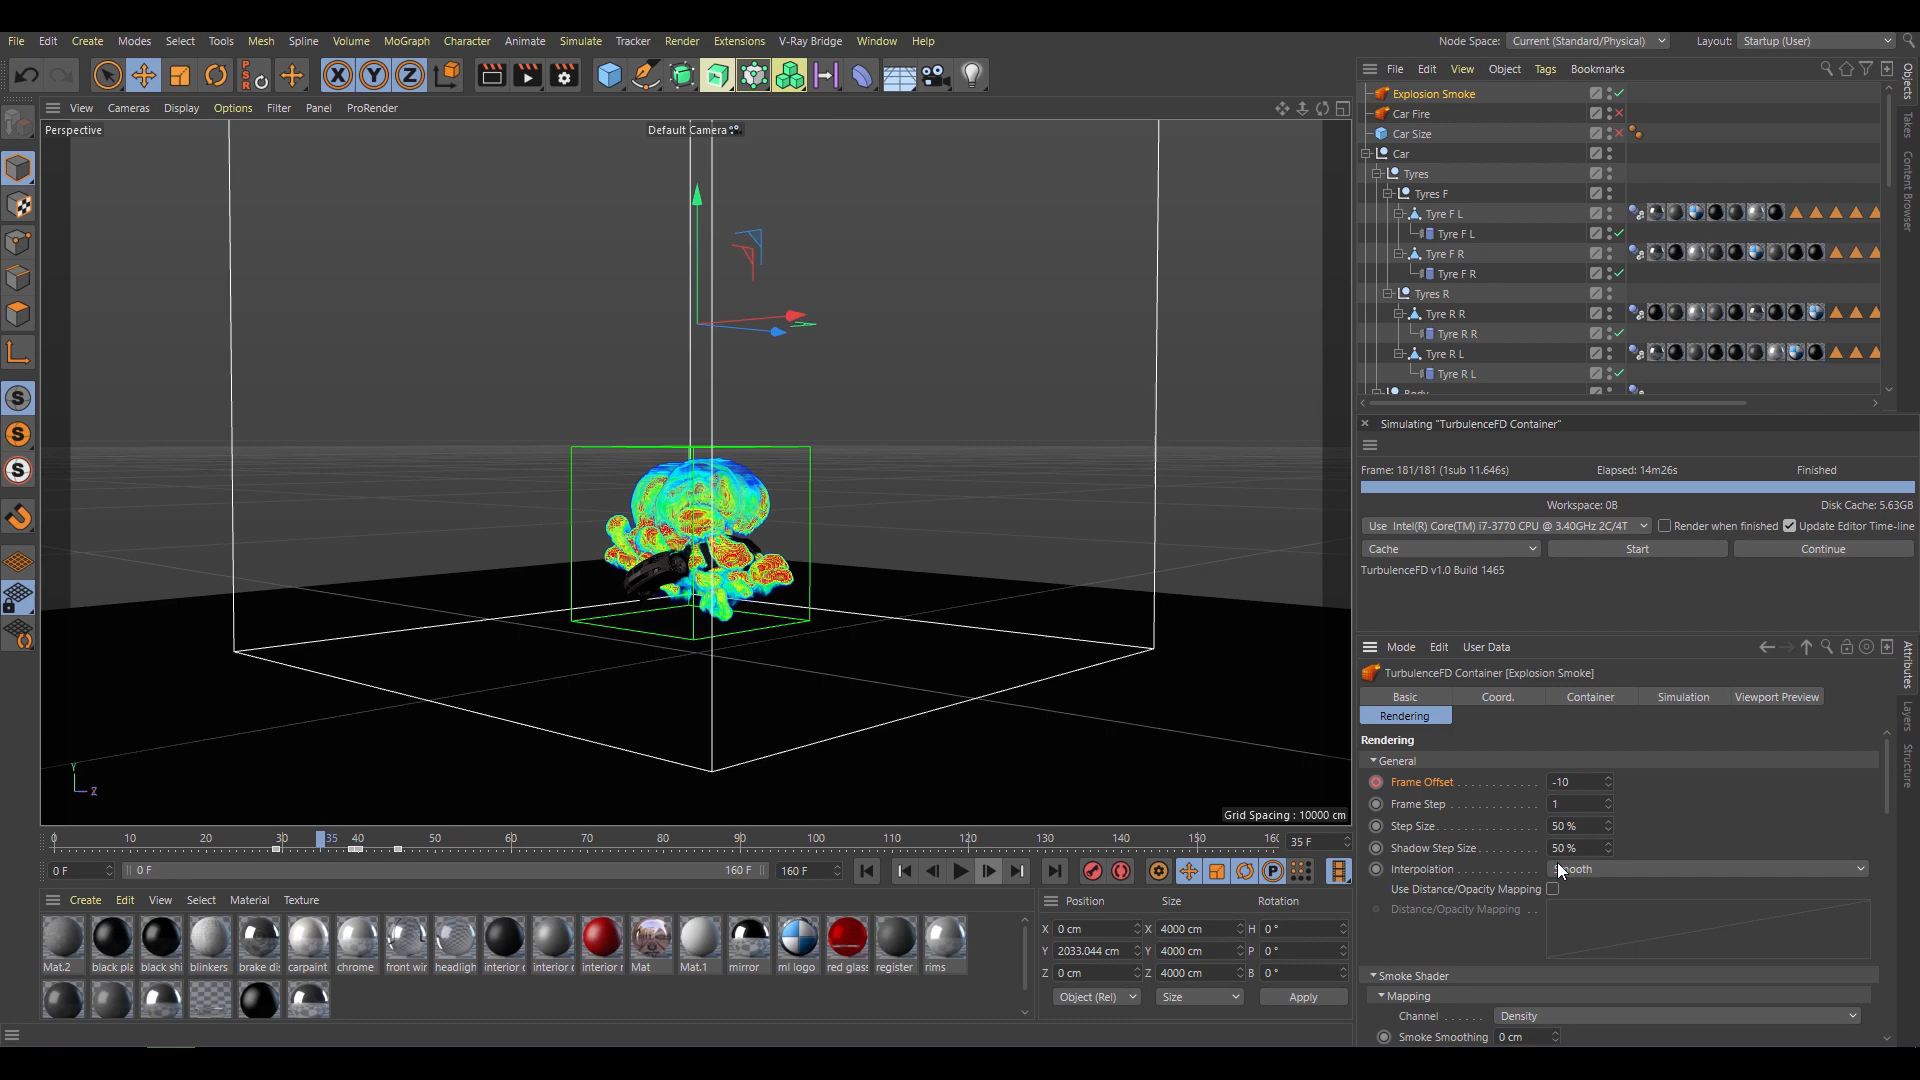 File Edit Create Modes Select Tools Mesh Spline Volume MoGraph Character Animate Simulate Tracker Render Extensions V-Ray Bridge Window Help
Node Space: Current (Standard/Physical) Layout: Startup (User)
View Cameras Display Options Filter Panel ProRender
Perspective
Default Camera
Grid Spacing : 10000 cm
File Edit View Object Tags Bookmarks
Explosion Smoke
Car Fire
Car Size
Car
Tyres
Tyres F
Tyre F L
Tyre F L
Tyre F R
Tyre F R
Tyres R
Tyre R R
Tyre R R
Tyre R L
Tyre R L
Body
Objects
Takes
Content Browser
Simulating "TurbulenceFD Container"
Frame: 181/181 (1sub 11.646s) Elapsed: 14m26s Finished
Workspace: 0B Disk Cache: 5.63GB
Use Intel(R) Core(TM) i7-3770 CPU @ 3.40GHz 2C/4T Render when finished Update Editor Time-line
Cache Start Continue
TurbulenceFD v1.0 Build 1465
Mode Edit User Data
TurbulenceFD Container [Explosion Smoke]
Basic Coord. Container Simulation Viewport Preview
Rendering
Rendering
General
Frame Offset -10
Frame Step 1
Step Size 50 %
Shadow Step Size 50 %
Interpolation
Use Distance/Opacity Mapping
Distance/Opacity Mapping
Smoke Shader
Mapping
Channel Density
Smoke Smoothing 0 cm
Attributes
Layers
Structure
0 10 20 30 35 40 50 60 70 80 90 100 110 120 130 140 150 35 F
0 F 0 F 160 F 160 F
Create Edit View Select Material Texture
Mat.2 black pla black shi blinkers brake di carpaint chrome front wir headligh interior c interior c interior r Mat Mat.1 mirror ml logo red glass register rims
Position Size Rotation
X 0 cm X 4000 cm H 0 °
Y 2033.044 cm Y 4000 cm P 0 °
Z 0 cm Z 4000 cm B 0 °
Object (Rel) Size Apply